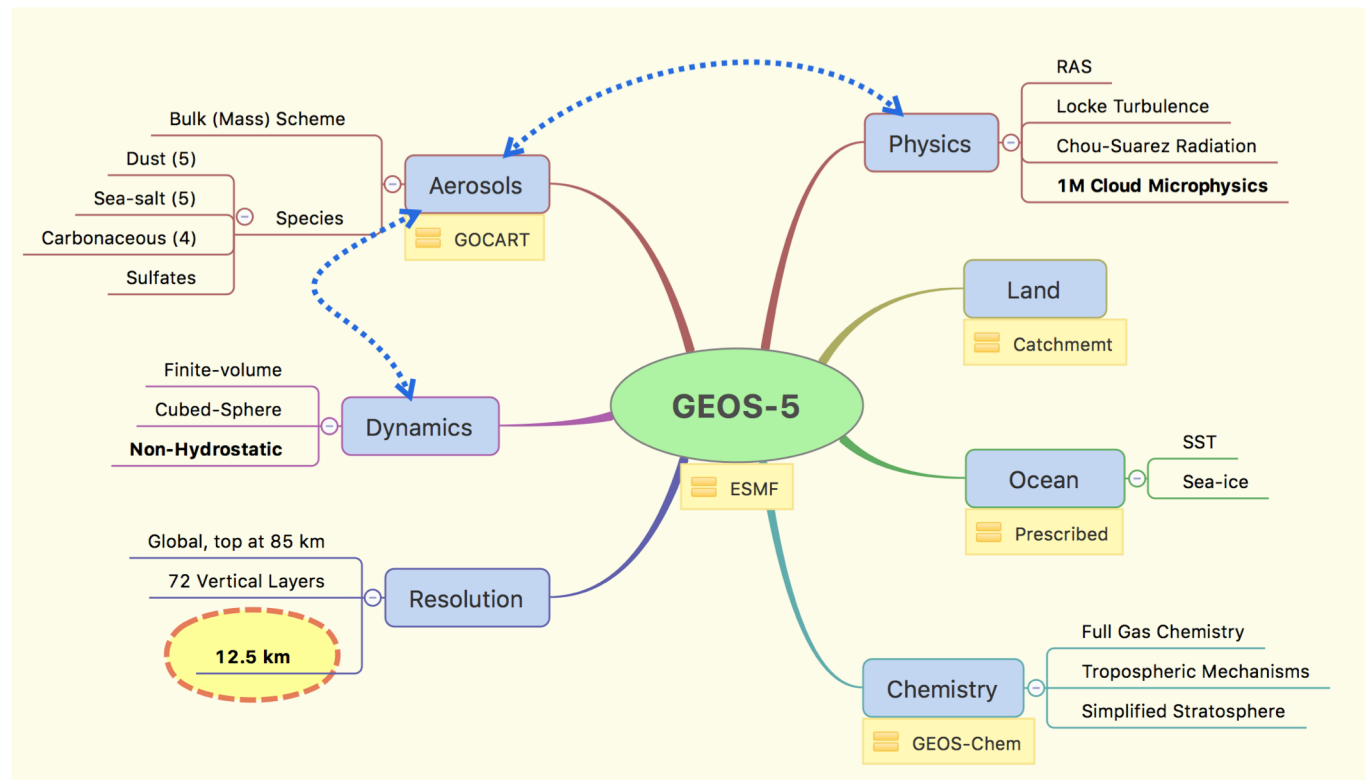 GEOS-5
ESMF
Aerosols
GOCART
Bulk (Mass) Scheme
Species
Dust (5)
Sea-salt (5)
Carbonaceous (4)
Sulfates
Dynamics
Finite-volume
Cubed-Sphere
Non-Hydrostatic
Resolution
Global, top at 85 km
72 Vertical Layers
12.5 km
Physics
RAS
Locke Turbulence
Chou-Suarez Radiation
1M Cloud Microphysics
Land
Catchmemt
Ocean
Prescribed
SST
Sea-ice
Chemistry
GEOS-Chem
Full Gas Chemistry
Tropospheric Mechanisms
Simplified Stratosphere